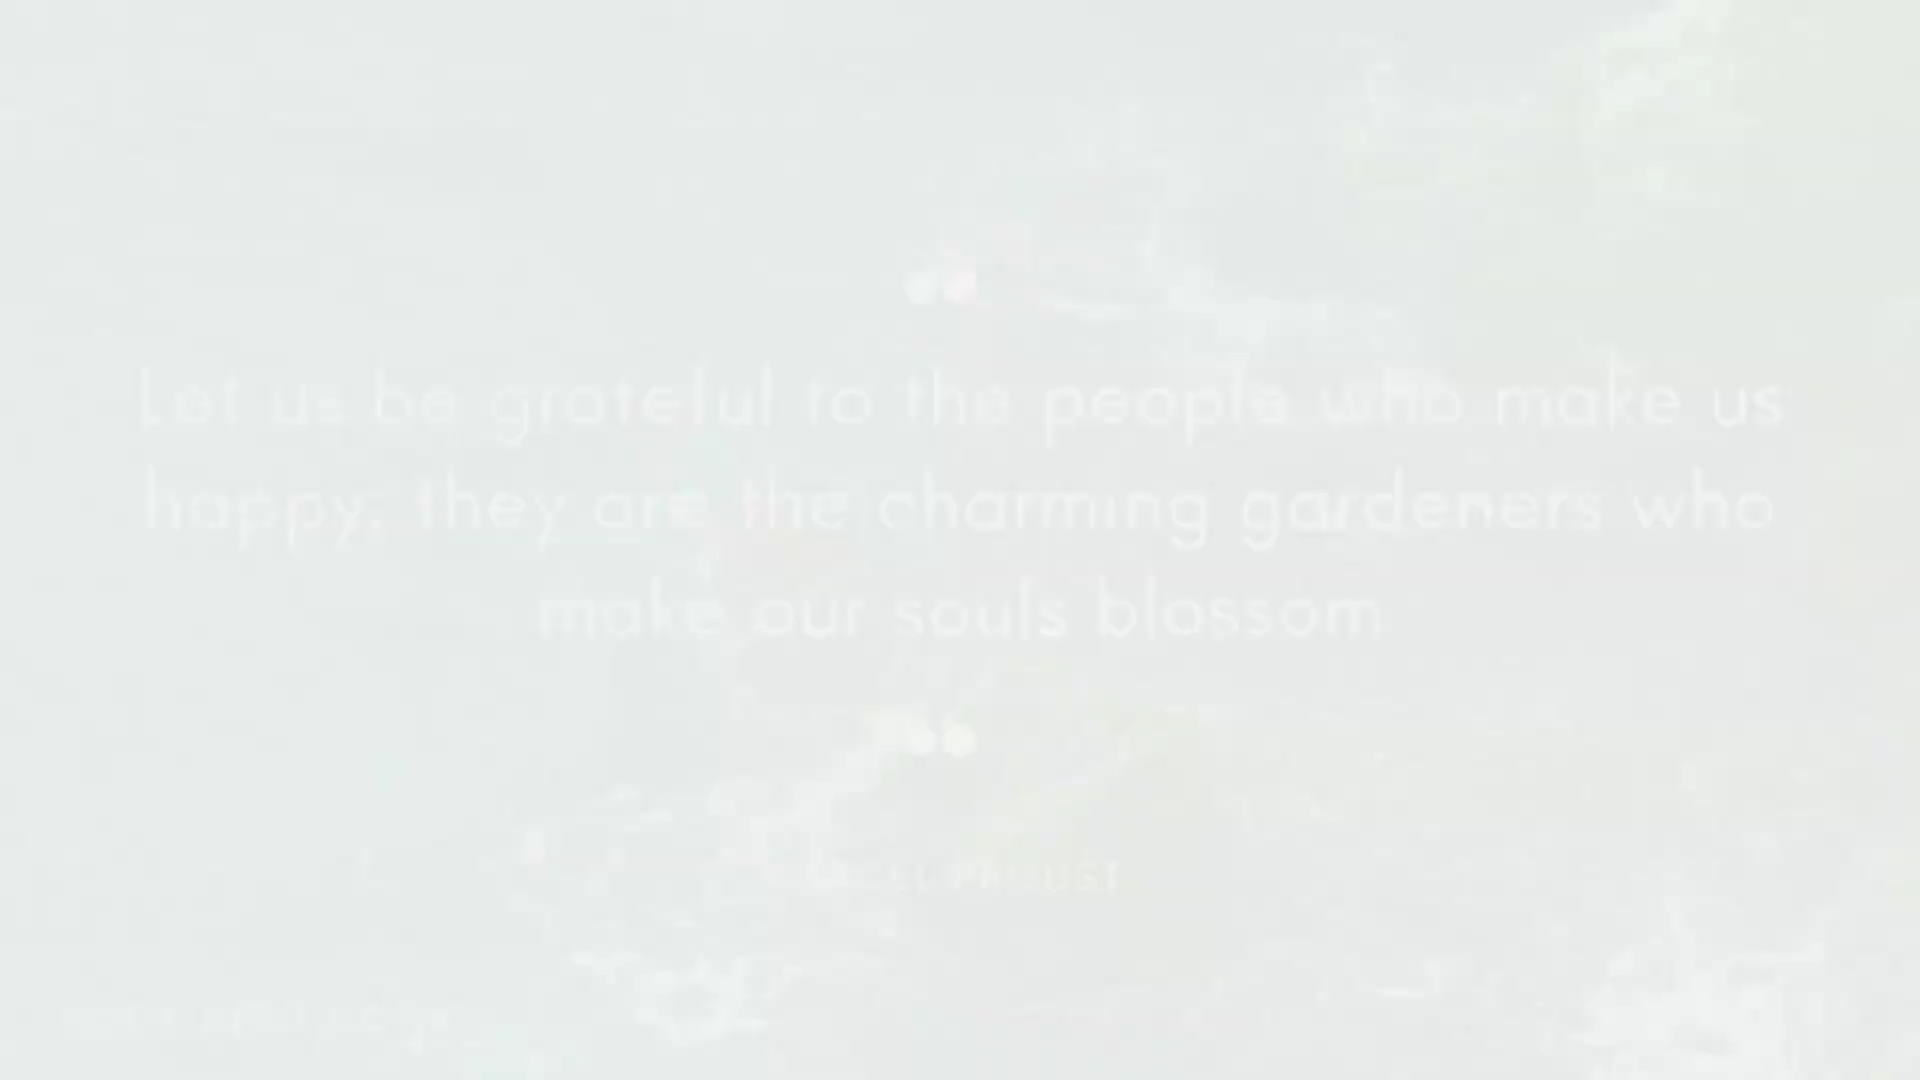 Let us be grateful to the people who make us
happy; they are the charming gardeners who
make our souls blossom
PROUST